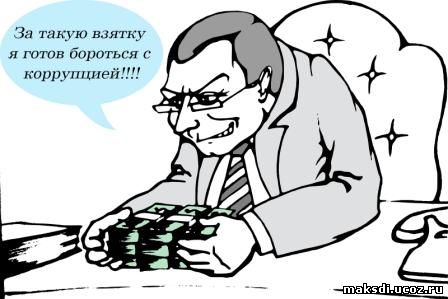 За такую взятку
я готов бороться с
коррупцией!!!!
maksdi.ucoz.ru